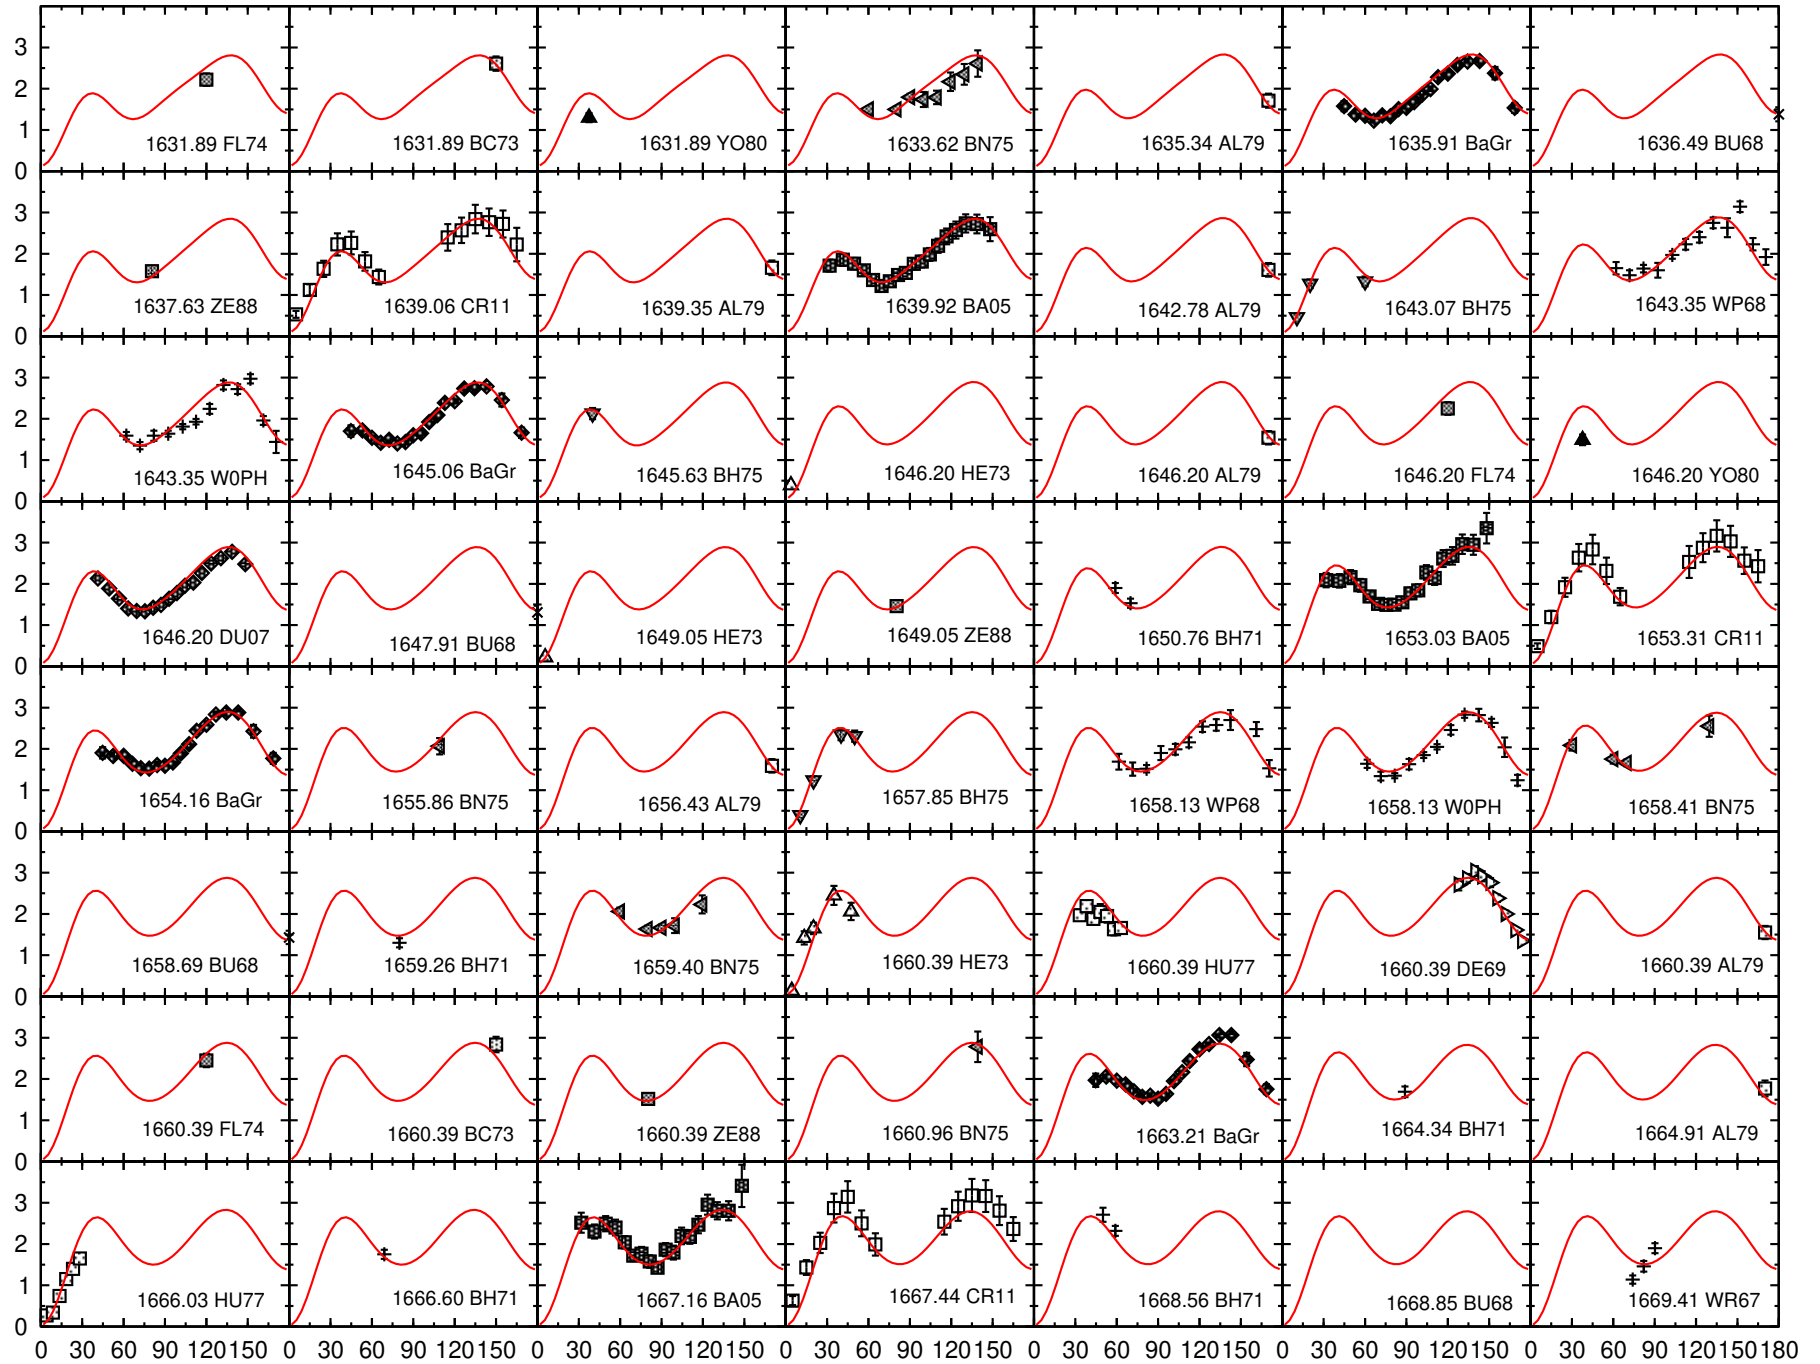 3
2
1
0
1631.89 FL74
1631.89 BC73
1631.89 YO80
1633.62 BN75
1635.34 AL79
1635.91 BaGr
1636.49 BU68
3
2
1
0
1637.63 ZE88
1639.06 CR11
1639.35 AL79
1639.92 BA05
1642.78 AL79
1643.07 BH75
1643.35 WP68
3
2
1
0
1643.35 W0PH
1645.06 BaGr
1645.63 BH75
1646.20 HE73
1646.20 AL79
1646.20 FL74
1646.20 YO80
3
2
1
0
1646.20 DU07
1647.91 BU68
1649.05 HE73
1649.05 ZE88
1650.76 BH71
1653.03 BA05
1653.31 CR11
3
2
1
0
1654.16 BaGr
1655.86 BN75
1656.43 AL79
1657.85 BH75
1658.13 WP68
1658.13 W0PH
1658.41 BN75
3
2
1
0
1658.69 BU68
1659.26 BH71
1659.40 BN75
1660.39 HE73
1660.39 HU77
1660.39 DE69
1660.39 AL79
3
2
1
0
1660.39 FL74
1660.39 BC73
1660.39 ZE88
1660.96 BN75
1663.21 BaGr
1664.34 BH71
1664.91 AL79
3
2
1
0
1666.03 HU77
1666.60 BH71
1667.16 BA05
1667.44 CR11
1668.56 BH71
1668.85 BU68
1669.41 WR67
0 30 60 90 120150 0 30 60 90 120150 0 30 60 90 120150 0 30 60 90 120150 0 30 60 90 120150 0 30 60 90 120150 0 30 60 90 120150180